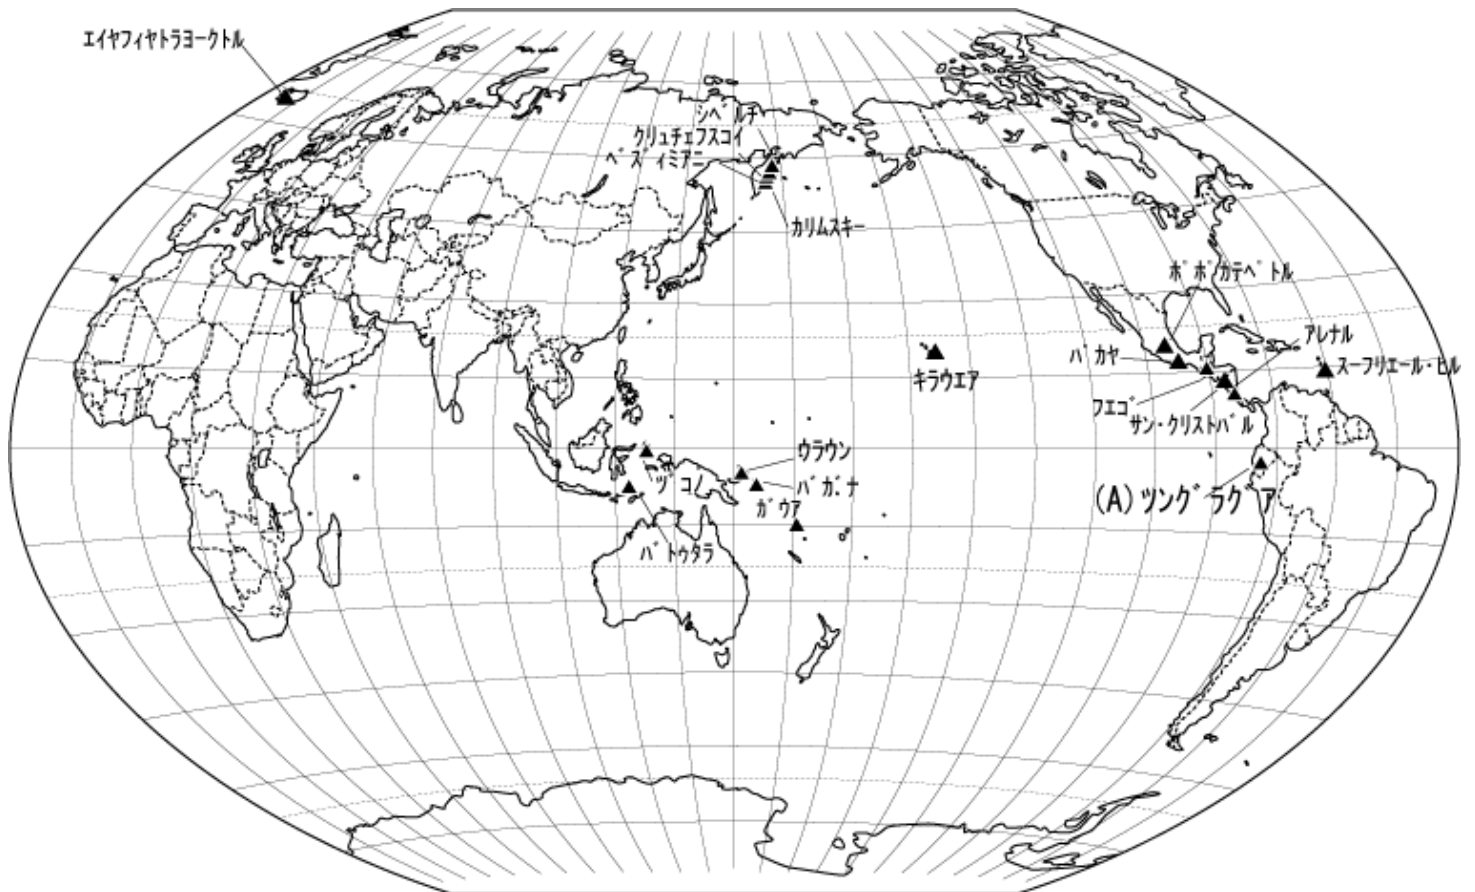 エイヤフィヤトラヨークトル
シベルチ
クリュチェフスコイ
ベズィミアニ
カリムスキー
ポポカテペトル
アレナル
パカヤ
スーフリエール・ヒル
キラウエア
フエゴ
サン・クリストバル
ウラウン
ヅコノ
バガナ
(A) ツングラグア
ガウア
バトゥタラ